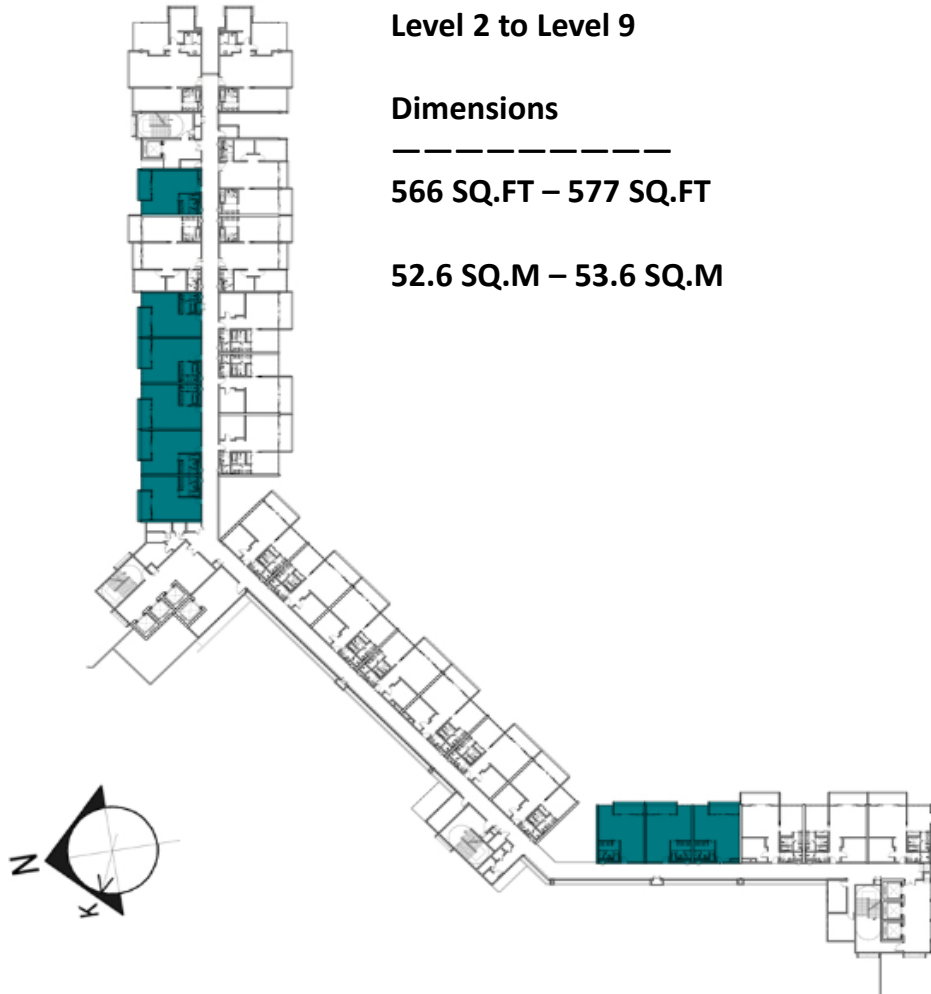 Level 2 to Level 9
Dimensions
—————————
566 SQ.FT – 577 SQ.FT
52.6 SQ.M – 53.6 SQ.M
N
K